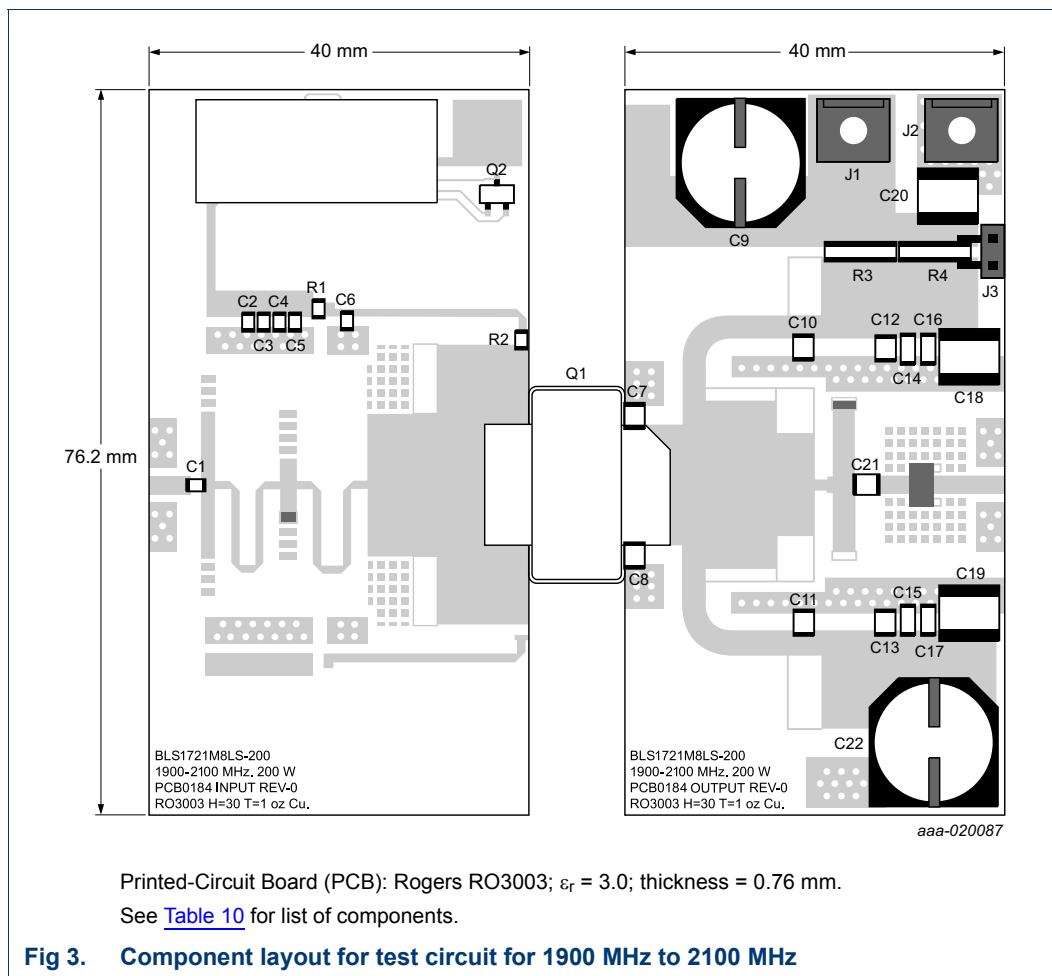 40 mm
40 mm
76.2 mm
Q2
R1
C2
C4
C6
C3
C5
R2
C1
Q1
C7
C8
J1
J2
C20
C9
R3
R4
J3
C10
C12
C16
C14
C18
C21
C19
C11
C15
C13
C17
C22
BLS1721M8LS-200
1900-2100 MHz, 200 W
PCB0184 INPUT REV-0
RO3003 H=30 T=1 oz Cu.
BLS1721M8LS-200
1900-2100 MHz, 200 W
PCB0184 OUTPUT REV-0
RO3003 H=30 T=1 oz Cu.
aaa-020087
Printed-Circuit Board (PCB): Rogers RO3003; εr = 3.0; thickness = 0.76 mm.
See Table 10 for list of components.
Fig 3. Component layout for test circuit for 1900 MHz to 2100 MHz